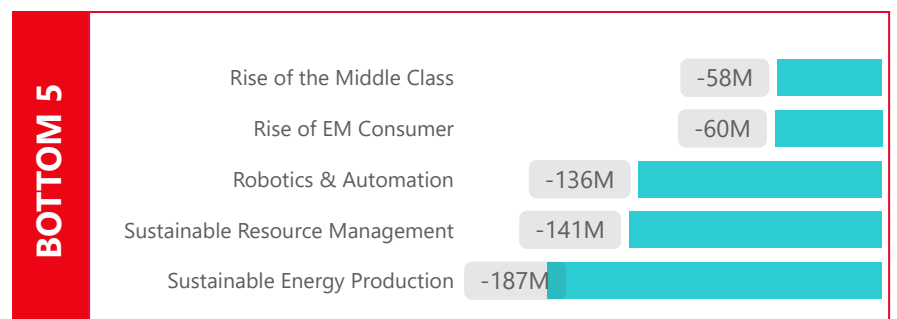 BOTTOM 5
Rise of the Middle Class -58M
Rise of EM Consumer -60M
Robotics & Automation -136M
Sustainable Resource Management -141M
Sustainable Energy Production -187M